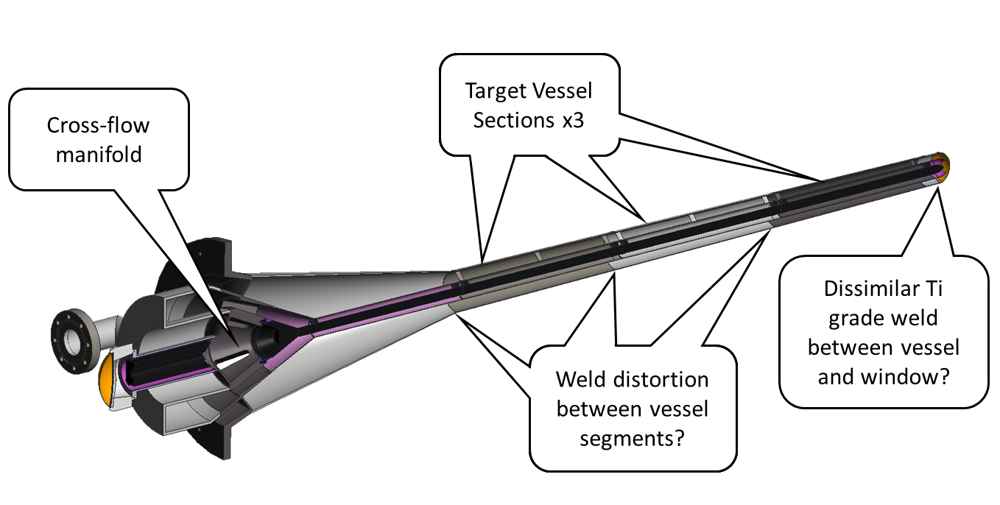 Cross-flow
manifold
Target Vessel
Sections x3
Weld distortion
between vessel
segments?
Dissimilar Ti
grade weld
between vessel
and window?